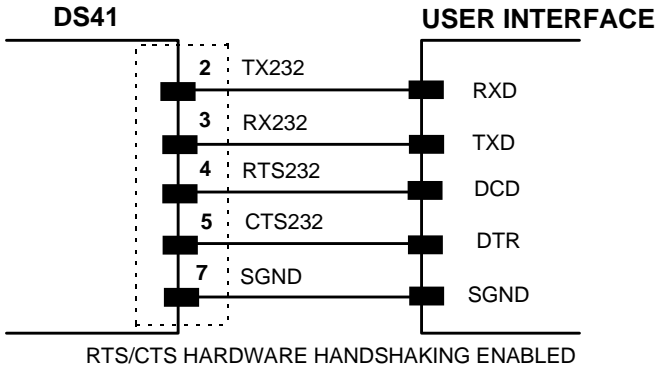 DS41 USER INTERFACE
2 TX232 RXD
3 RX232 TXD
4 RTS232 DCD
5 CTS232 DTR
7 SGND SGND
RTS/CTS HARDWARE HANDSHAKING ENABLED